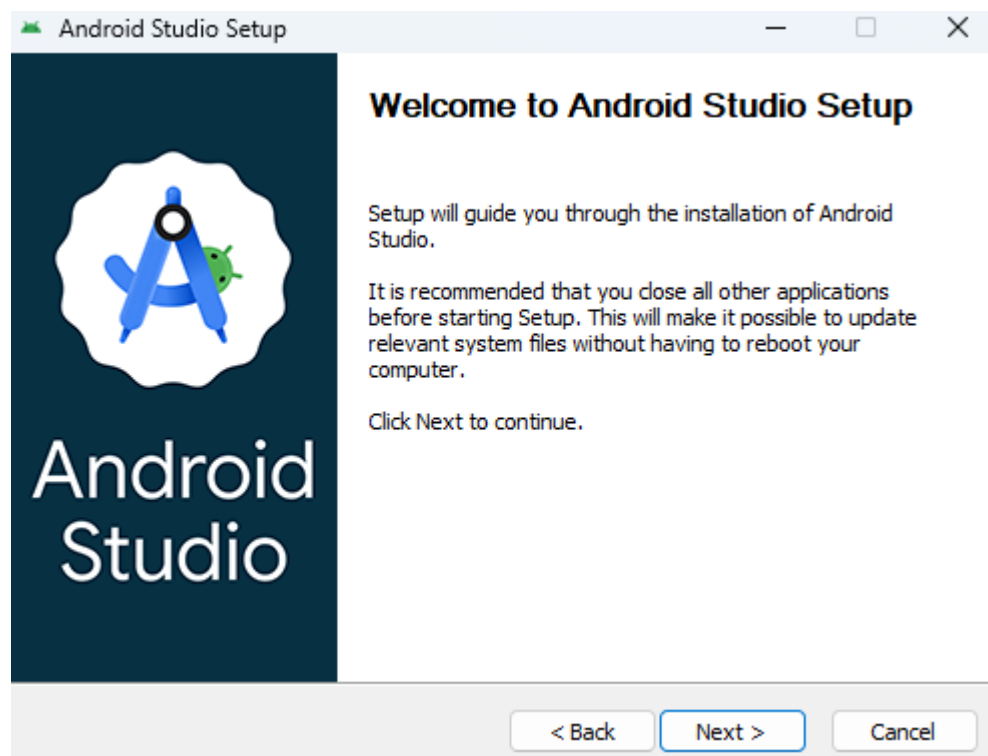 Android Studio Setup
Welcome to Android Studio Setup
Setup will guide you through the installation of Android
Studio.
It is recommended that you close all other applications
before starting Setup. This will make it possible to update
relevant system files without having to reboot your
computer.
Click Next to continue.
Android
Studio
< Back
Next >
Cancel